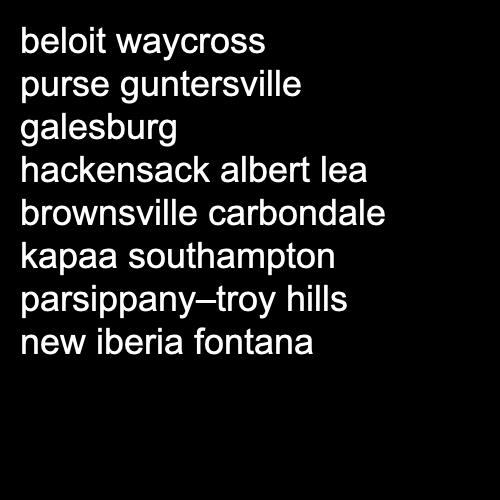 beloit waycross
purse guntersville
galesburg
hackensack albert lea
brownsville carbondale
kapaa southampton
parsippany–troy hills
new iberia fontana